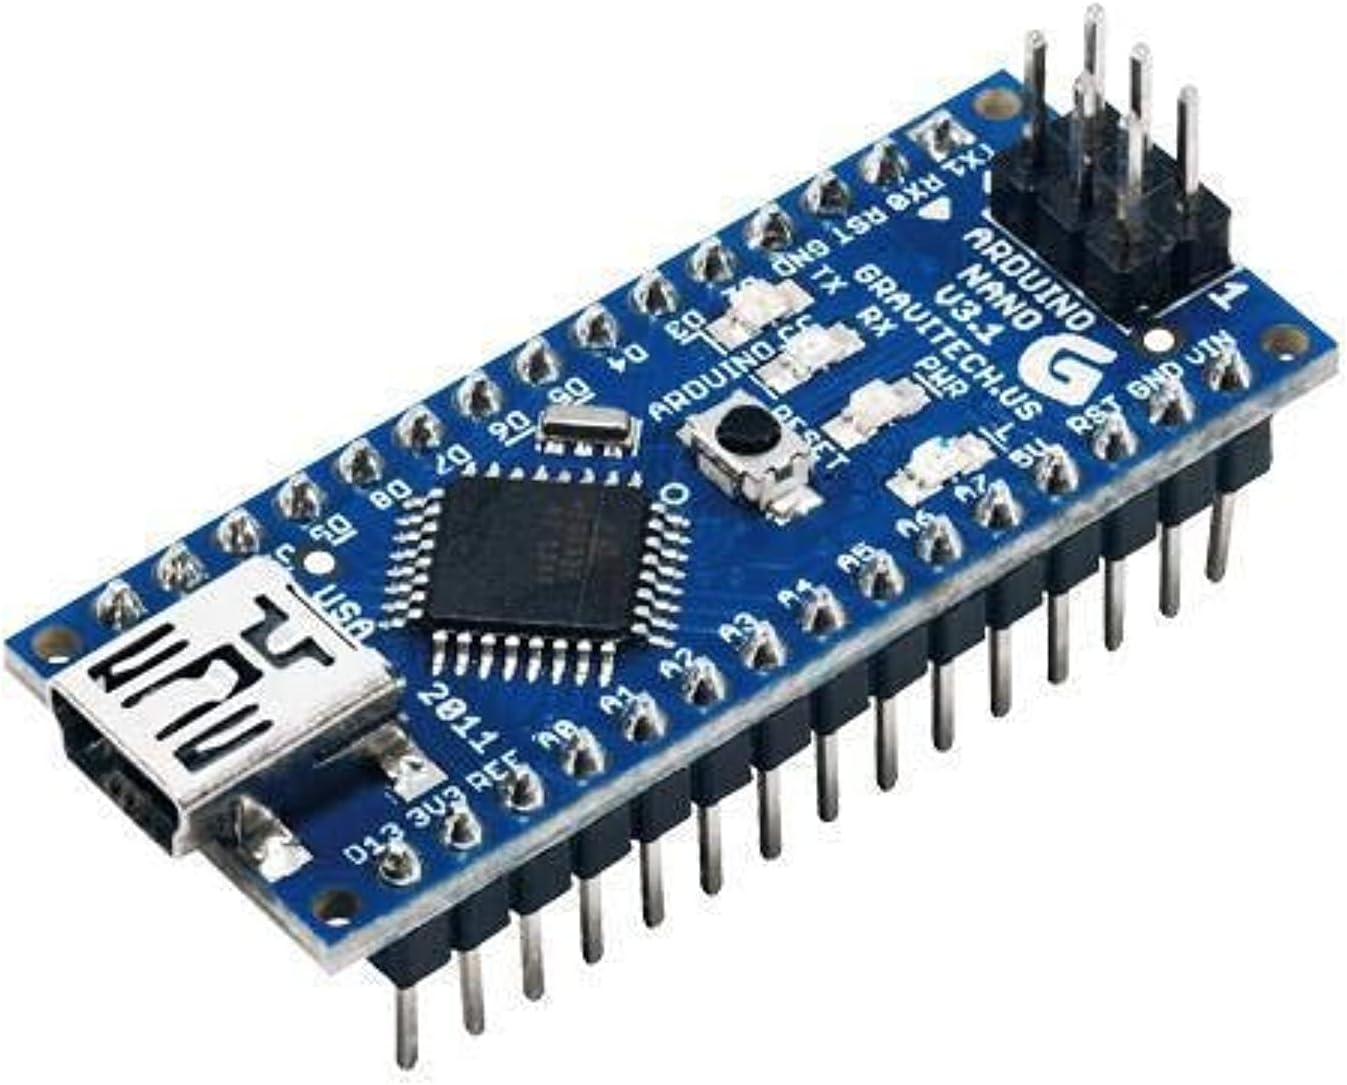 TX1
RX0
RST
GND
D2
D3
D4
D5
D6
D7
D8
D9
TX
RX
PWR
L
RESET
ARDUINO.CC
GRAVITECH.US
ARDUINO
NANO
V3.1
G
1
VIN
GND
RST
5V
A7
A6
A5
A4
A3
A2
A1
A0
REF
3V3
D13
USA
2011